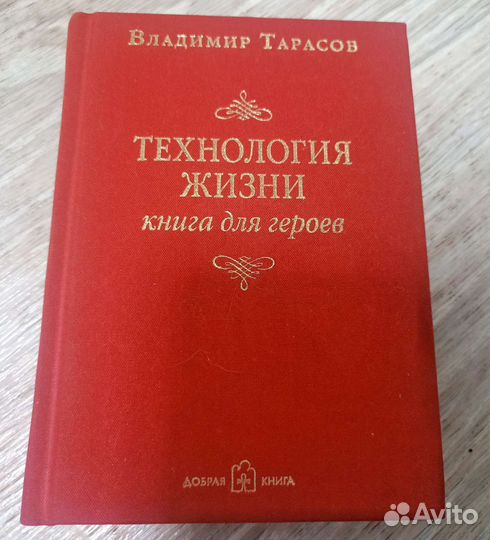 Владимир Тарасов
ТЕХНОЛОГИЯ
ЖИЗНИ
книга для героев
ДОБРАЯ КНИГА
Avito